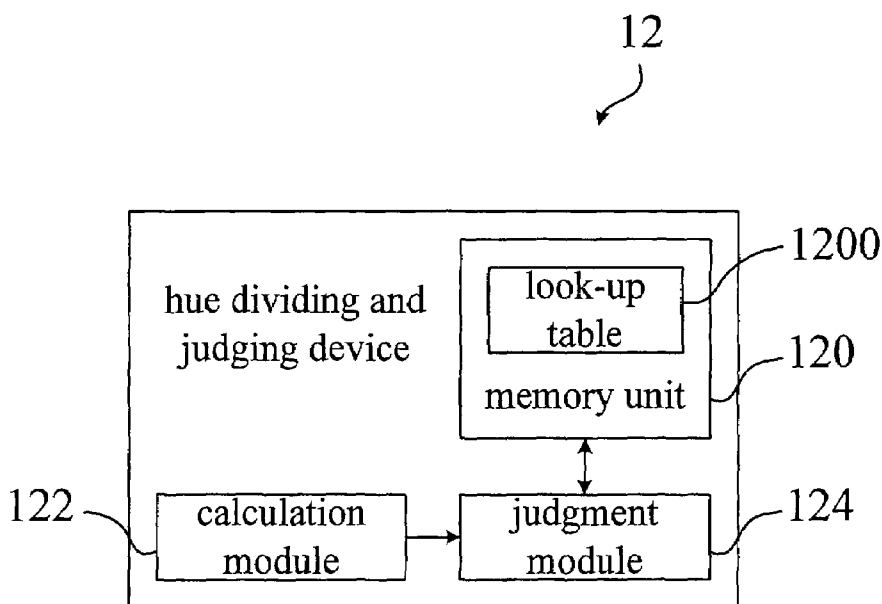 12
hue dividing and
judging device
look-up
table
1200
memory unit
120
122
calculation
module
judgment
module
124